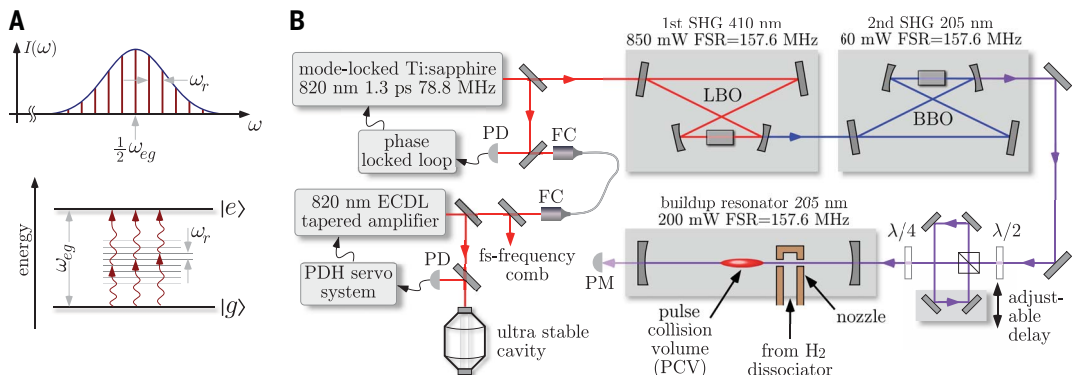 A
I(ω)
ω_r
ω
½ω_eg
energy
ω_eg
ω_r
|e⟩
|g⟩
B
mode-locked Ti:sapphire
820 nm 1.3 ps 78.8 MHz
phase
locked loop
PD
FC
820 nm ECDL
tapered amplifier
FC
fs-frequency
comb
PDH servo
system
PD
ultra stable
cavity
1st SHG 410 nm
850 mW FSR=157.6 MHz
LBO
2nd SHG 205 nm
60 mW FSR=157.6 MHz
BBO
buildup resonator 205 nm
200 mW FSR=157.6 MHz
PM
pulse
collision
volume (PCV)
from H2
dissociator
nozzle
λ/4
λ/2
adjust-
able
delay